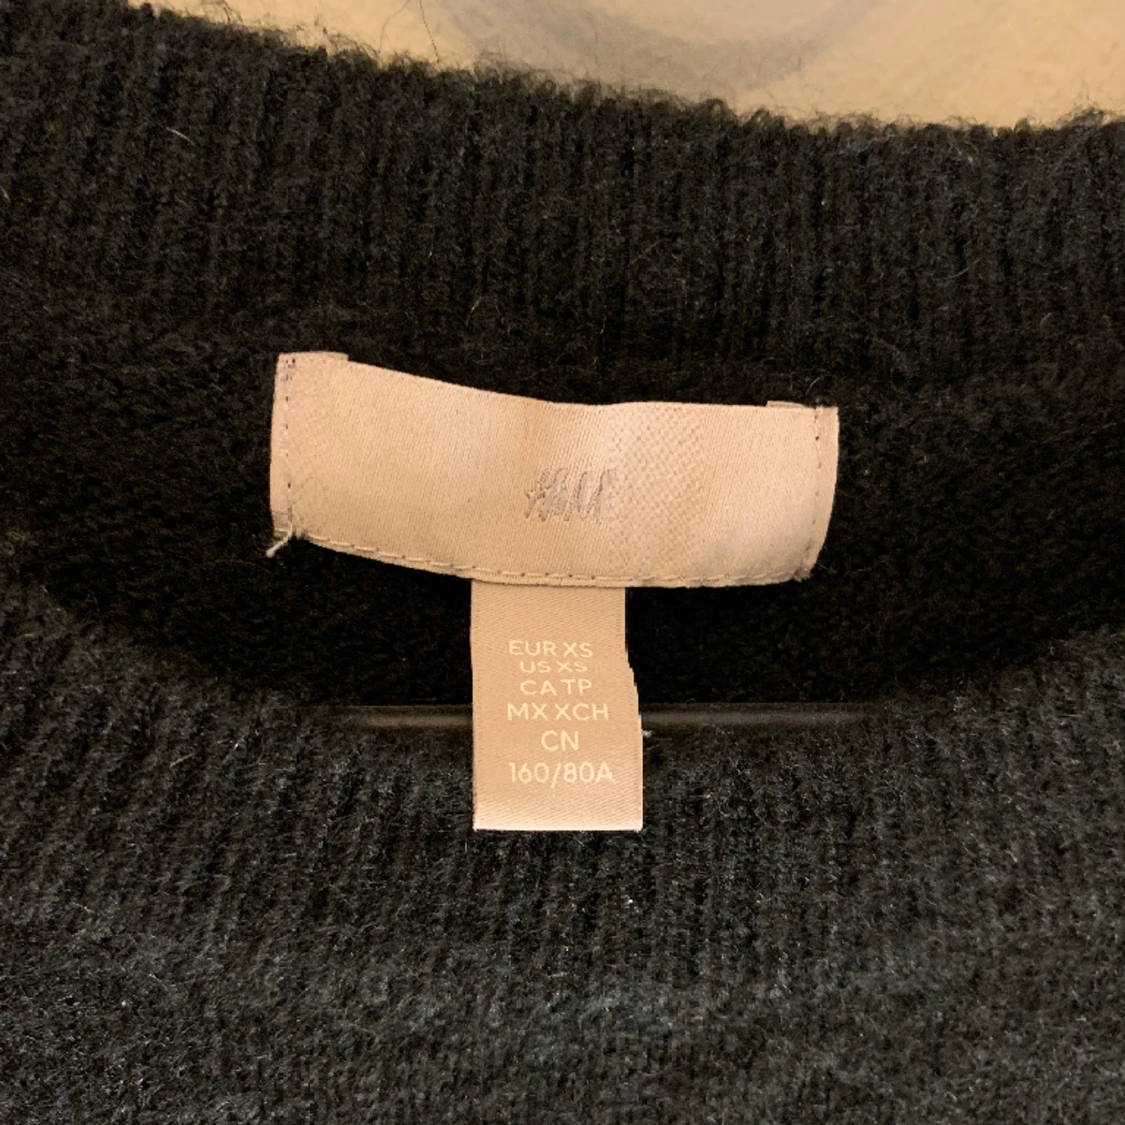 H&M
EUR XS
US XS
CA TP
MX XCH
CN
160/80A